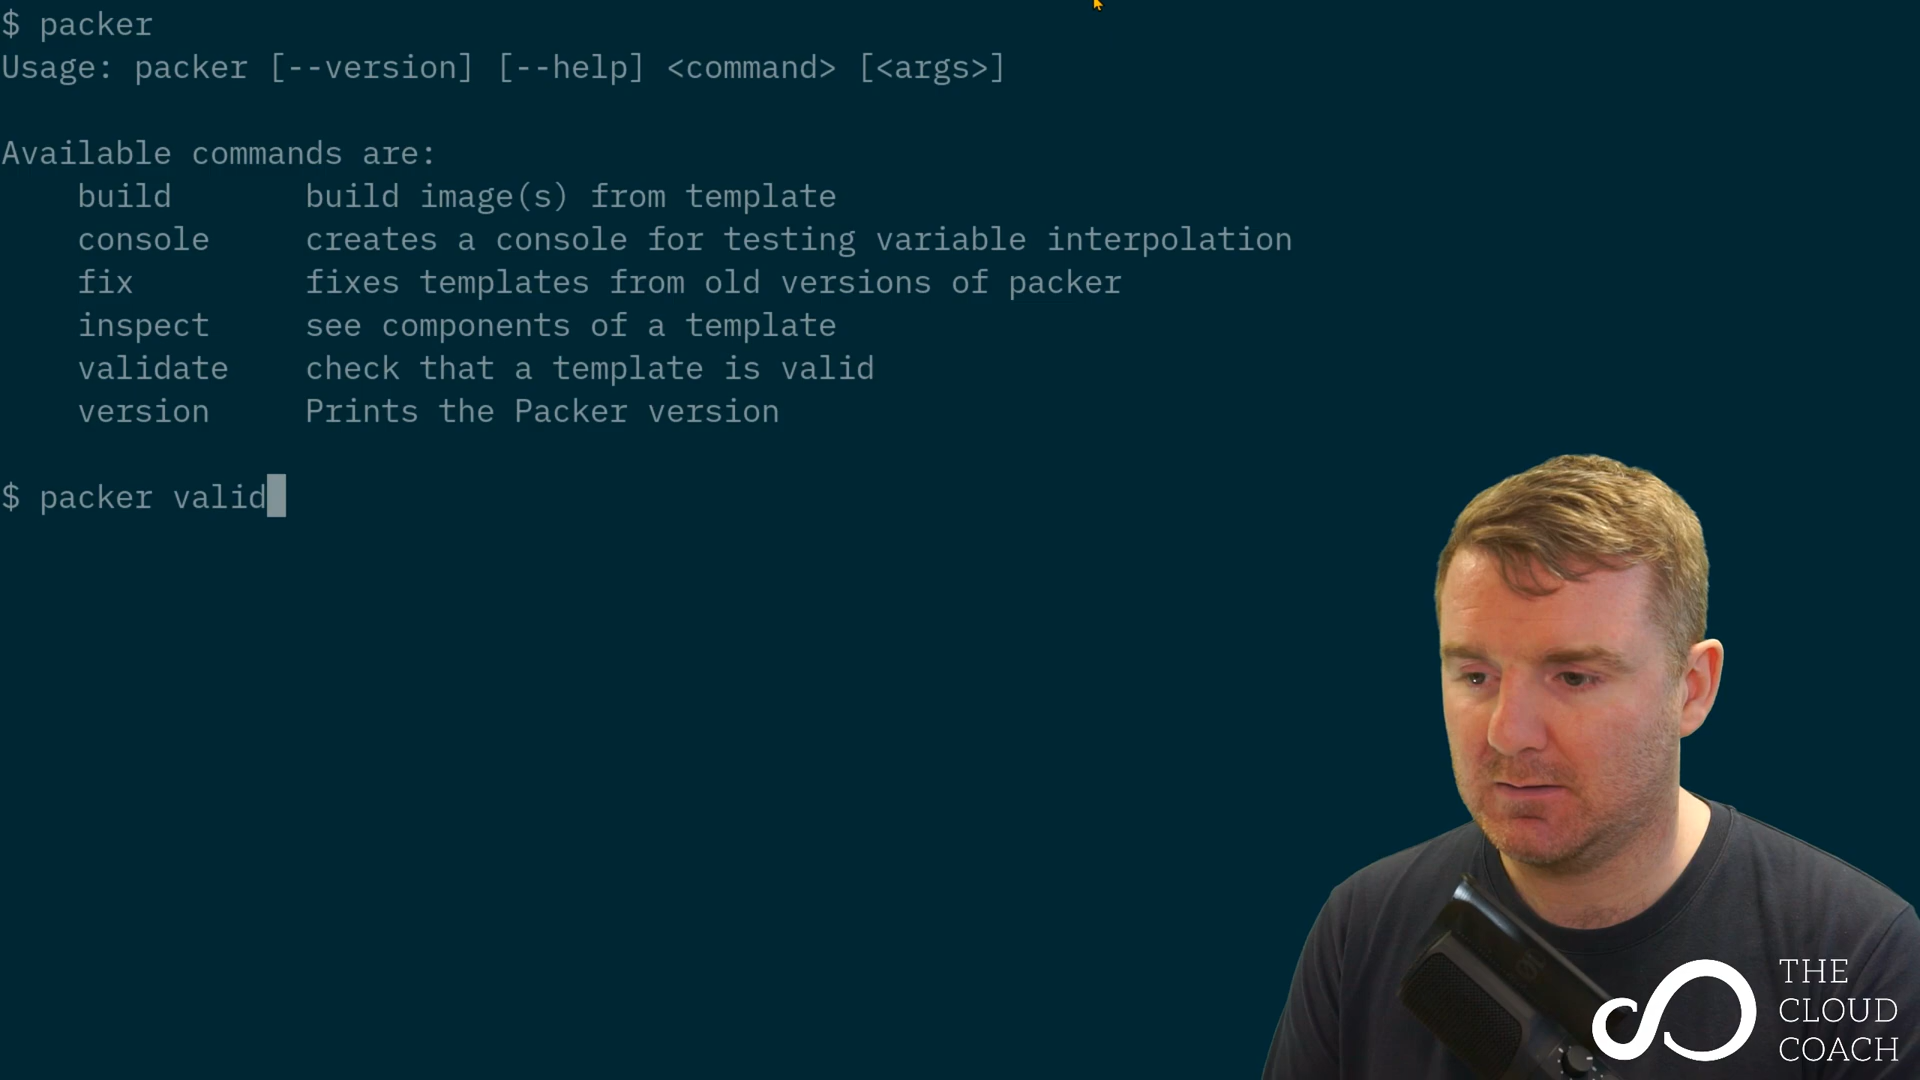 $ packer
Usage: packer [--version] [--help] <command> [<args>]
Available commands are:
build build image(s) from template
console creates a console for testing variable interpolation
fix fixes templates from old versions of packer
inspect see components of a template
validate check that a template is valid
version Prints the Packer version
$ packer valid
THE
CLOUD
COACH